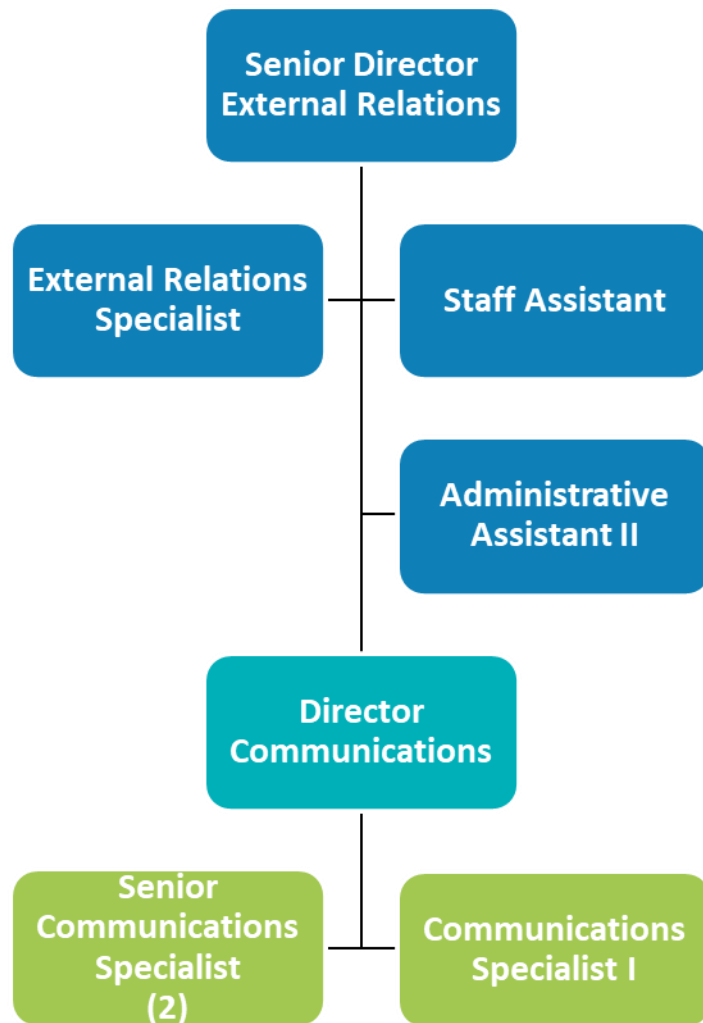 Senior Director
External Relations
External Relations
Specialist
Staff Assistant
Administrative
Assistant II
Director
Communications
Senior
Communications
Specialist
(2)
Communications
Specialist I